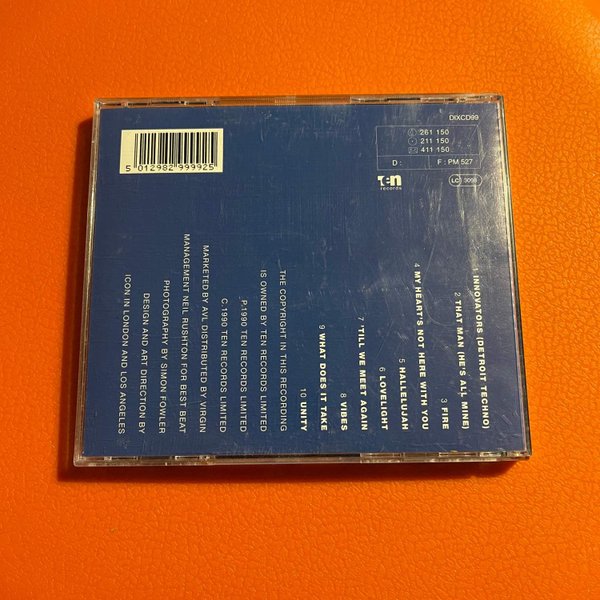 DIXCD99
261 150
211 150
411 150
D : F : PM 527
10
records
LC 3098
5 012982 999925
1 INNOVATORS (DETROIT TECHNO)
2 THAT MAN (HE'S ALL MINE)
3 FIRE
4 MY HEART'S NOT HERE WITH YOU
5 HALLELUJAH
6 LOVELIGHT
7 'TILL WE MEET AGAIN
8 VIBES
9 WHAT DOES IT TAKE
10 UNITY
THE COPYRIGHT IN THIS RECORDING
IS OWNED BY TEN RECORDS LIMITED
P.1990 TEN RECORDS LIMITED
C.1990 TEN RECORDS LIMITED
MARKETED BY AVL DISTRIBUTED BY VIRGIN
MANAGEMENT NEIL RUSHTON FOR BEST BEAT
PHOTOGRAPHY BY SIMON FOWLER
DESIGN AND ART DIRECTION BY
ICON IN LONDON AND LOS ANGELES